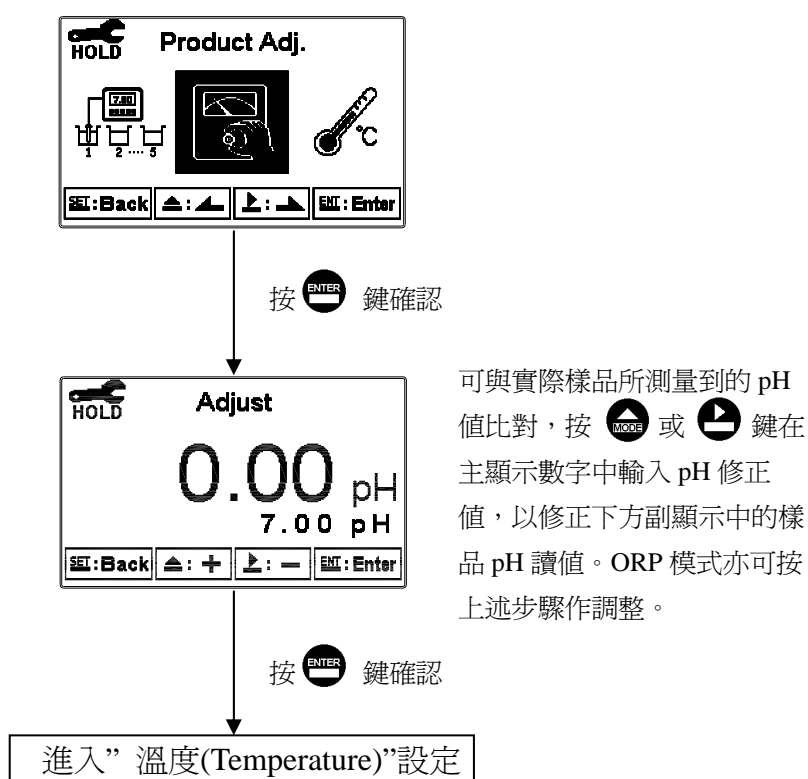 HOLD Product Adj.
7.00
1 2 ···· 5
°C
SET:Back ▲: ENT:Enter
按 ENTER 鍵確認
HOLD Adjust
0.00 pH
7.00 pH
SET:Back ▲: + ▶: − ENT:Enter
可與實際樣品所測量到的 pH
值比對，按 MODE 或 鍵在
主顯示數字中輸入 pH 修正
值，以修正下方副顯示中的樣
品 pH 讀值。ORP 模式亦可按
上述步驟作調整。
按 ENTER 鍵確認
進入” 溫度(Temperature)”設定